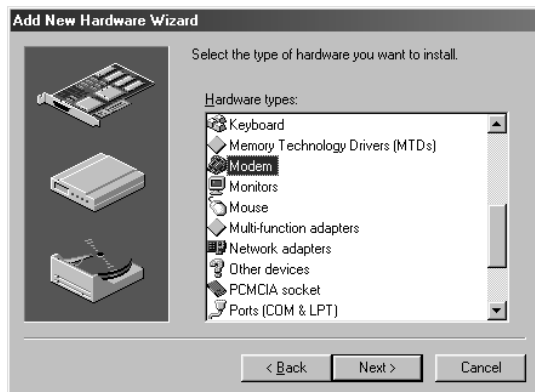 Add New Hardware Wizard
Select the type of hardware you want to install.
Hardware types:
Keyboard
Memory Technology Drivers (MTDs)
Modem
Monitors
Mouse
Multi-function adapters
Network adapters
Other devices
PCMCIA socket
Ports (COM & LPT)
< Back Next > Cancel